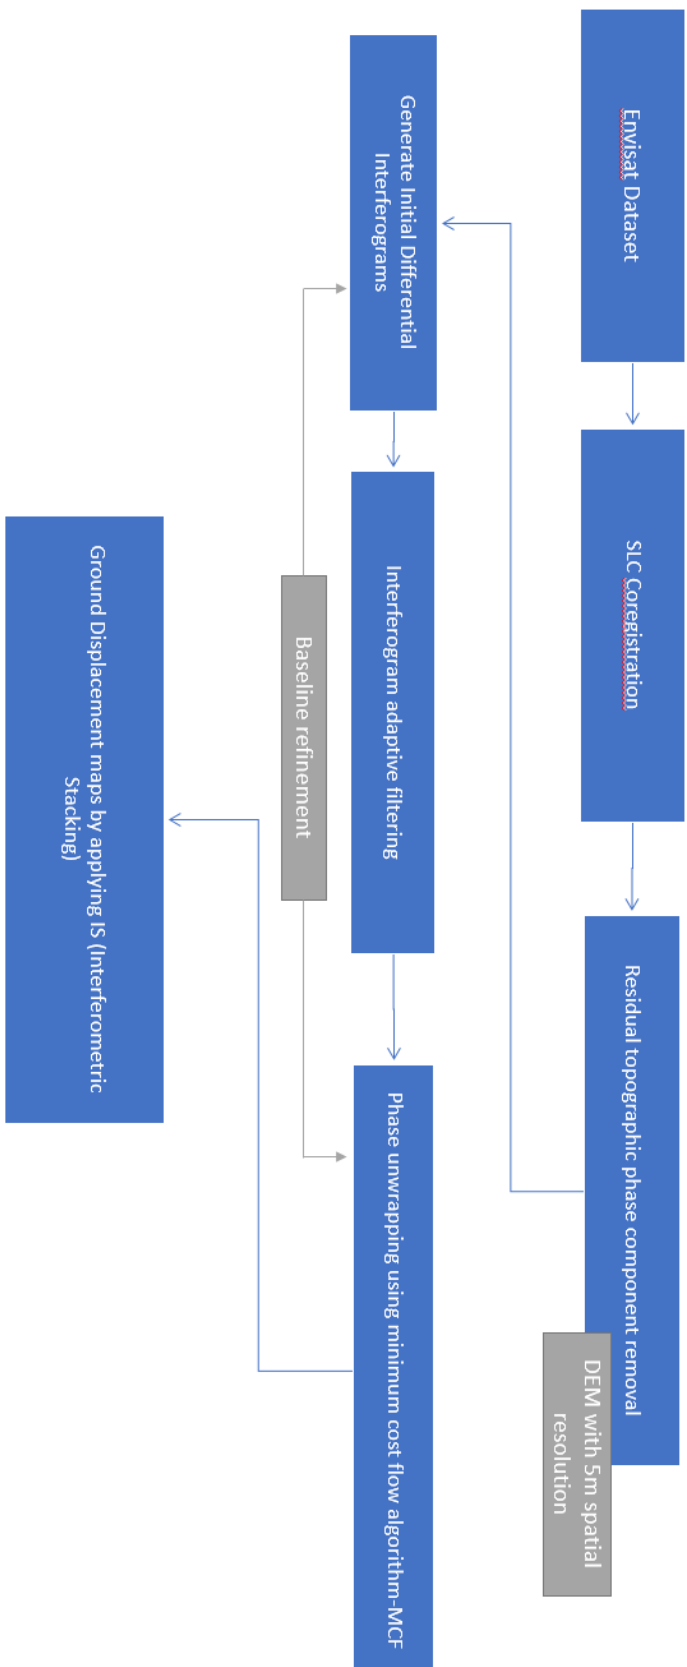 Envisat Dataset
SLC Coregistration
Residual topographic phase component removal
DEM with 5m spatial
resolution
Generate Initial Differential
Interferograms
Interferogram adaptive filtering
Phase unwrapping using minimum cost flow algorithm-MCF
Baseline refinement
Ground Displacement maps by applying IS (Interferometric
Stacking)